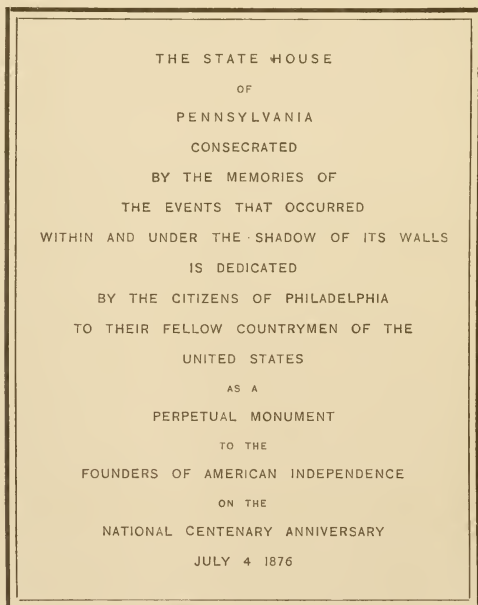 THE STATE HOUSE
OF
PENNSYLVANIA
CONSECRATED
BY THE MEMORIES OF
THE EVENTS THAT OCCURRED
WITHIN AND UNDER THE SHADOW OF ITS WALLS
IS DEDICATED
BY THE CITIZENS OF PHILADELPHIA
TO THEIR FELLOW COUNTRYMEN OF THE
UNITED STATES
AS A
PERPETUAL MONUMENT
TO THE
FOUNDERS OF AMERICAN INDEPENDENCE
ON THE
NATIONAL CENTENARY ANNIVERSARY
JULY 4 1876